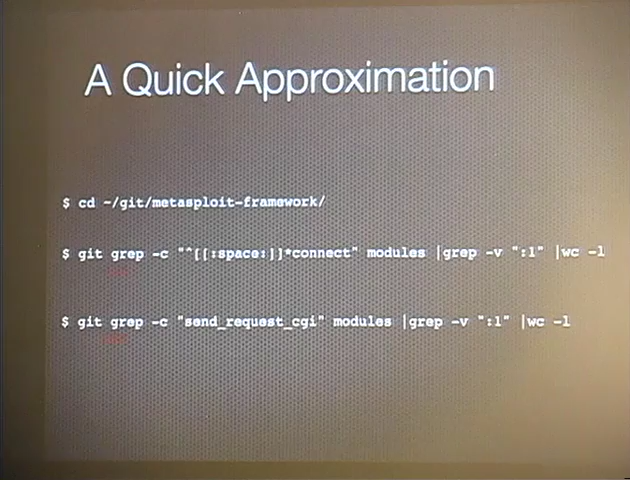 A Quick Approximation
$ cd ~/git/metasploit-framework/
$ git grep -c "^[[:space:]]*connect" modules |grep -v ":1" |wc -l
$ git grep -c "send_request_cgi" modules |grep -v ":1" |wc -l